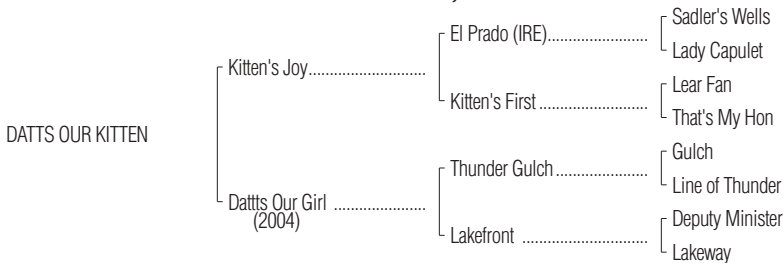 Sadler's Wells
El Prado (IRE)............................
Lady Capulet
Kitten's Joy.................................
Lear Fan
Kitten's First ..............................
That's My Hon
DATTS OUR KITTEN
Gulch
Thunder Gulch..........................
Line of Thunder
Dattts Our Girl ..........................
(2004)
Deputy Minister
Lakefront ...................................
Lakeway